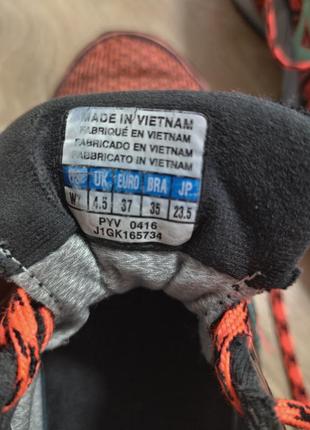 MADE IN VIETNAM
FABRIQUÉ EN VIETNAM
FABRICADO EN VIETNAM
FABBRICATO IN VIETNAM
UK EURO BRA JP
4.5 37 35 23.5
PYV 0416
J1GK165734